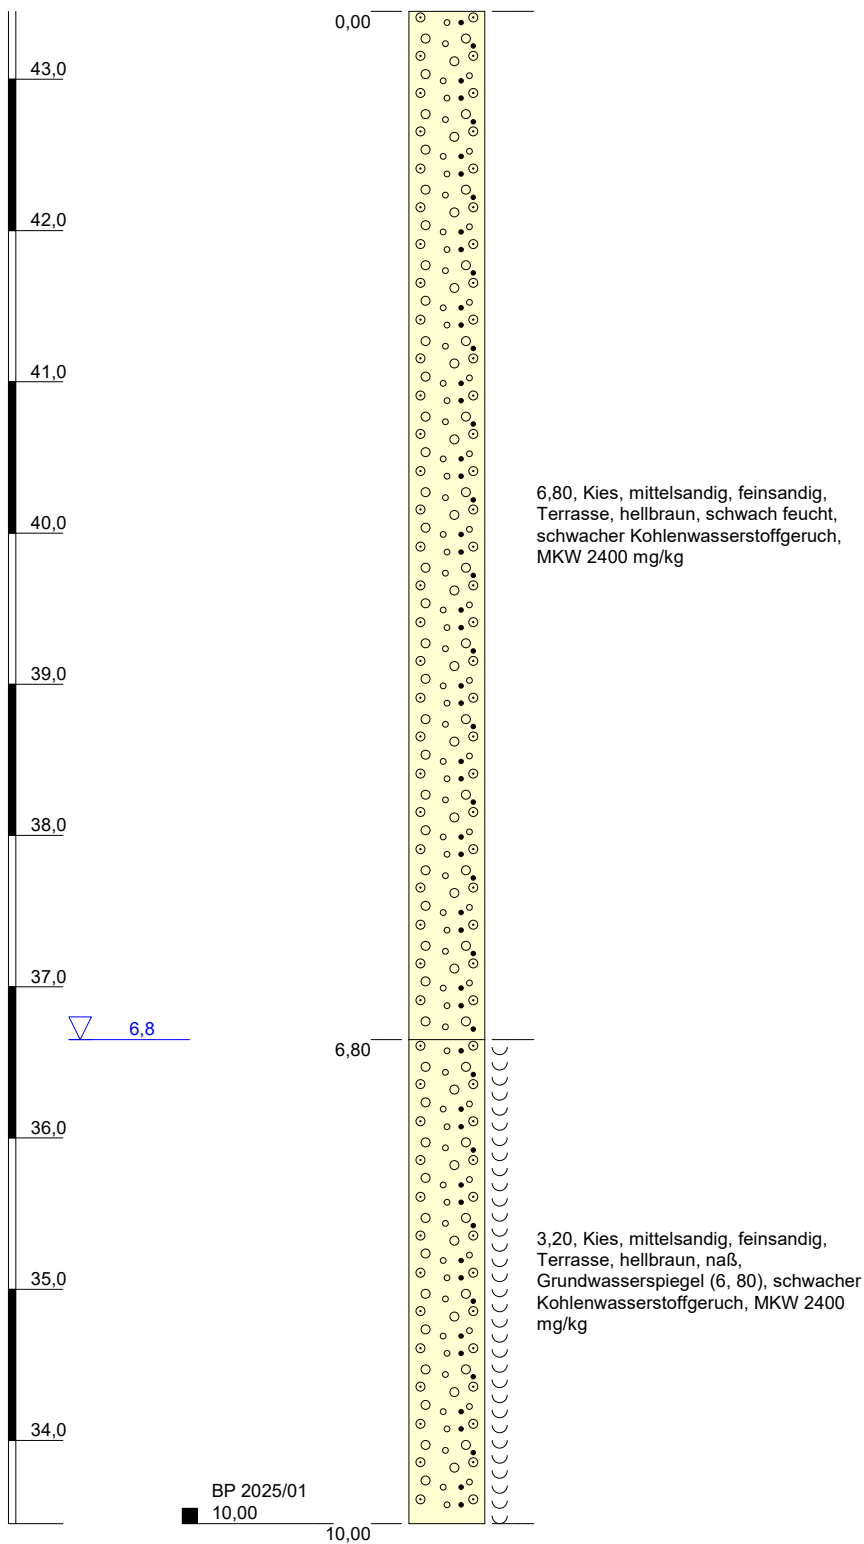 0,00
43,0
42,0
41,0
6,80, Kies, mittelsandig, feinsandig,
Terrasse, hellbraun, schwach feucht,
schwacher Kohlenwasserstoffgeruch,
MKW 2400 mg/kg
40,0
39,0
38,0
37,0
6,8
6,80
36,0
3,20, Kies, mittelsandig, feinsandig,
Terrasse, hellbraun, naß,
Grundwasserspiegel (6, 80), schwacher
Kohlenwasserstoffgeruch, MKW 2400
mg/kg
35,0
34,0
BP 2025/01
10,00
10,00